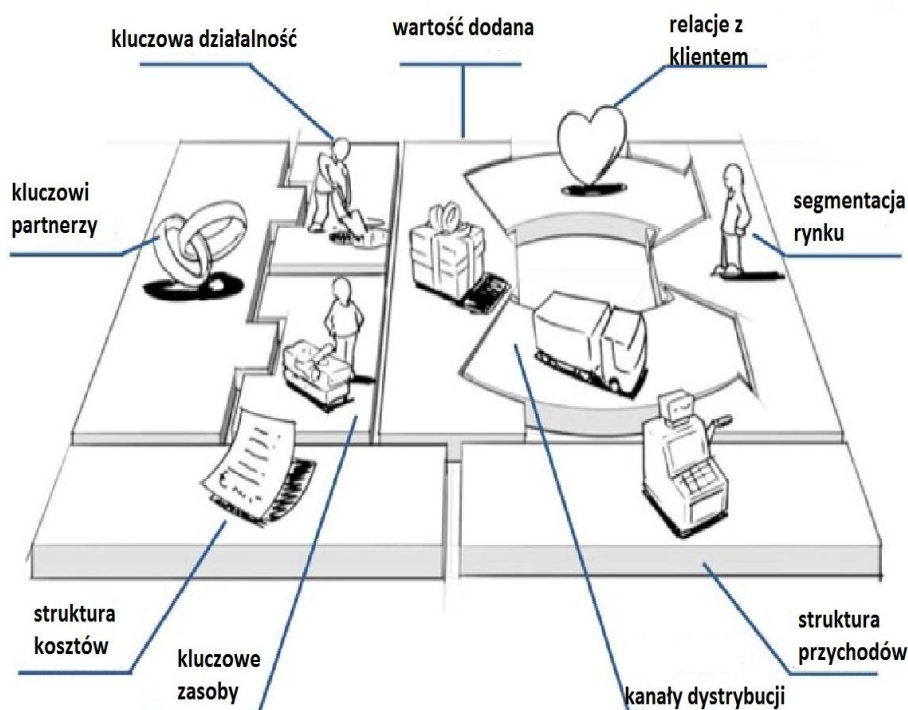 kluczowa działalność
wartość dodana
relacje z
klientem
kluczowi
partnerzy
segmentacja
rynku
struktura
kosztów
kluczowe
zasoby
kanały dystrybucji
struktura
przychodów